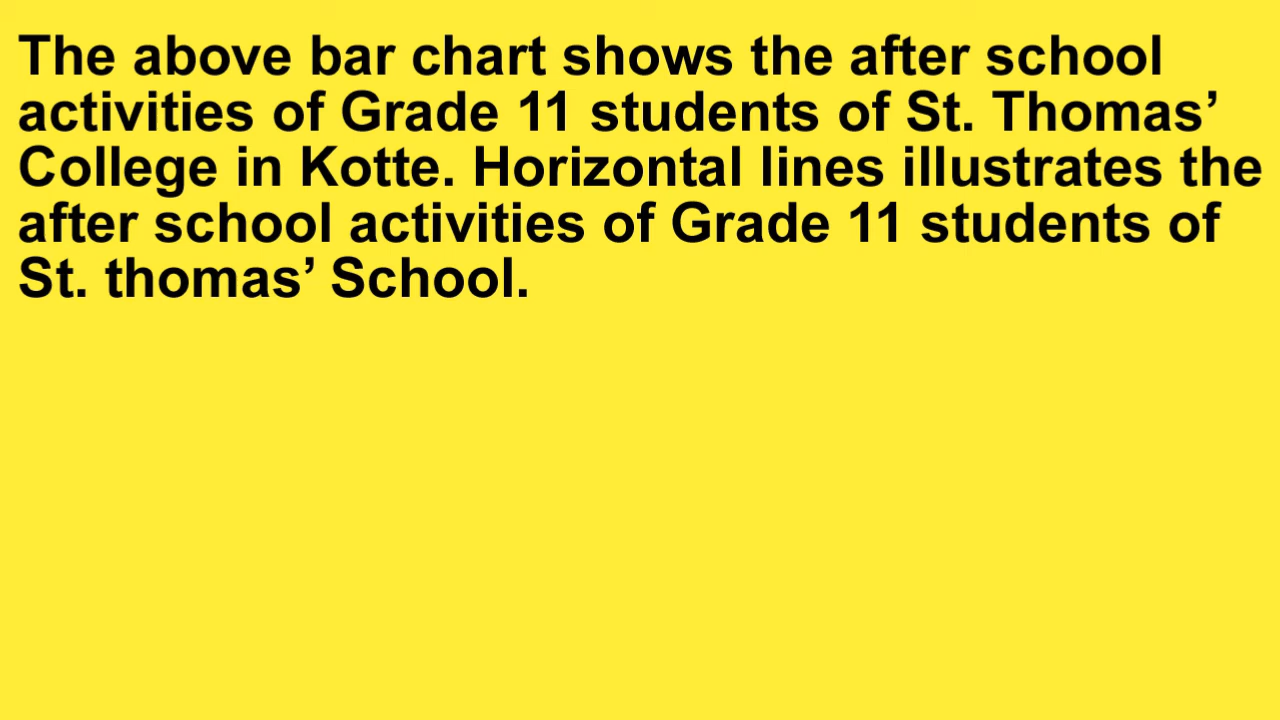 The above bar chart shows the after school
activities of Grade 11 students of St. Thomas’
College in Kotte. Horizontal lines illustrates the
after school activities of Grade 11 students of
St. thomas’ School.